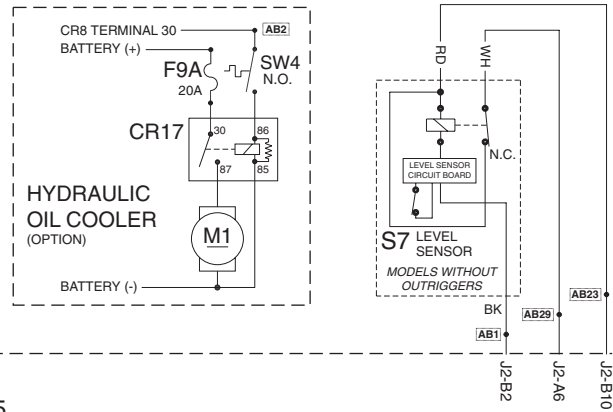 CR8 TERMINAL 30
AB2
BATTERY (+)
F9A
20A
SW4
N.O.
CR17
30
86
87
85
HYDRAULIC
OIL COOLER
(OPTION)
M1
BATTERY (-)
RD
WH
N.C.
LEVEL SENSOR
CIRCUIT BOARD
S7 LEVEL
SENSOR
MODELS WITHOUT
OUTRIGGERS
BK
AB1
AB29
AB23
J2-B2
J2-A6
J2-B10